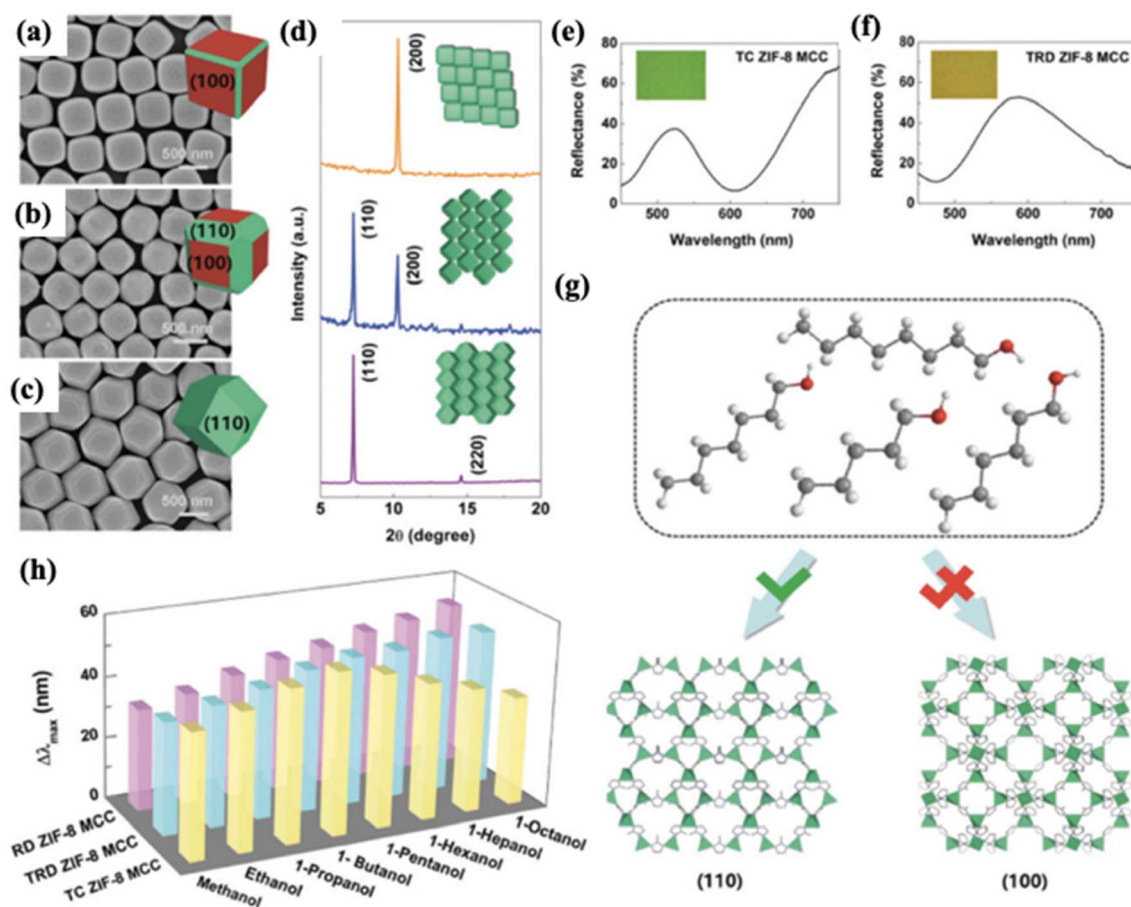 (a)
(100)
500 nm
(b)
(110)
(100)
500 nm
(c)
(110)
500 nm
(d)
Intensity (a.u.)
(200)
(110)
(200)
(110)
(220)
5 10 15 20
2θ (degree)
(e)
TC ZIF-8 MCC
Reflectance (%)
80
60
40
20
0
500 600 700
Wavelength (nm)
(f)
TRD ZIF-8 MCC
Reflectance (%)
80
60
40
20
0
500 600 700
Wavelength (nm)
(g)
(110)
(100)
(h)
Δλmax (nm)
60
40
20
0
RD ZIF-8 MCC
TRD ZIF-8 MCC
TC ZIF-8 MCC
Methanol
Ethanol
1-Propanol
1- Butanol
1-Pentanol
1-Hexanol
1-Hepanol
1-Octanol